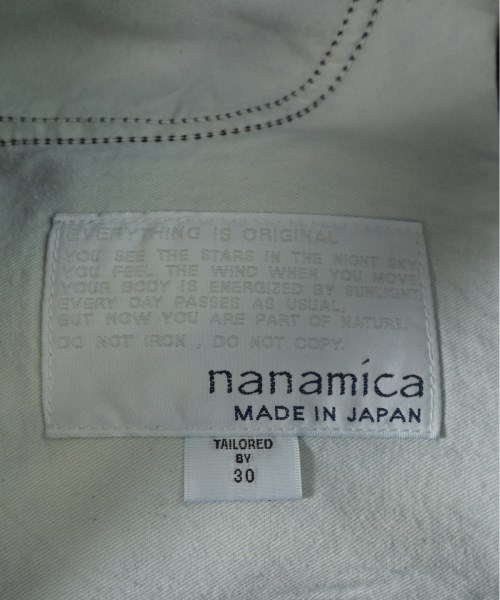 EVERYTHING IS ORIGINAL
YOU SEE THE STARS IN THE NIGHT SKY,
YOU FEEL THE WIND WHEN YOU MOVE
YOUR BODY IS ENERGIZED BY SUNLIGHT
EVERY DAY PASSES AS USUAL,
BUT NOW YOU ARE PART OF NATURE.
DO NOT IRON , DO NOT COPY.
nanamica
MADE IN JAPAN
TAILORED
BY
30